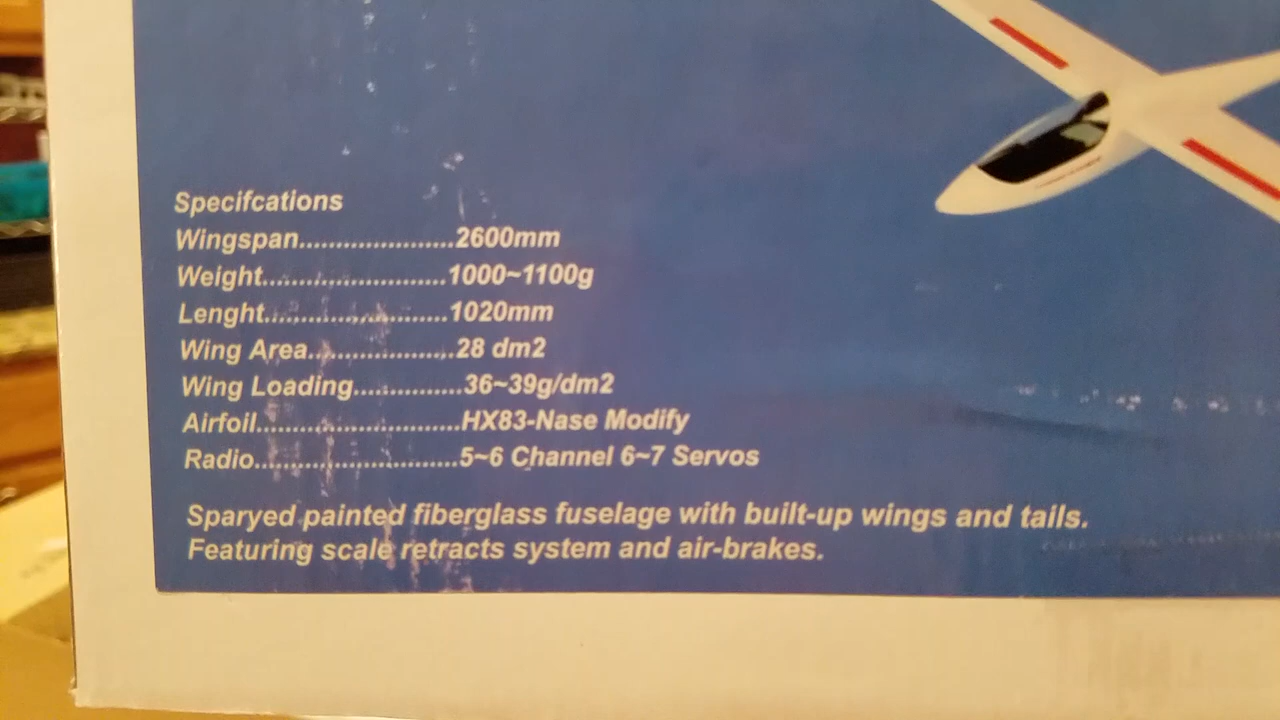 Specifcations
Wingspan.....................2600mm
Weight.........................1000~1100g
Lenght.........................1020mm
Wing Area....................28 dm2
Wing Loading...............36~39g/dm2
Airfoil............................HX83-Nase Modify
Radio............................5~6 Channel 6~7 Servos
Sparyed painted fiberglass fuselage with built-up wings and tails.
Featuring scale retracts system and air-brakes.